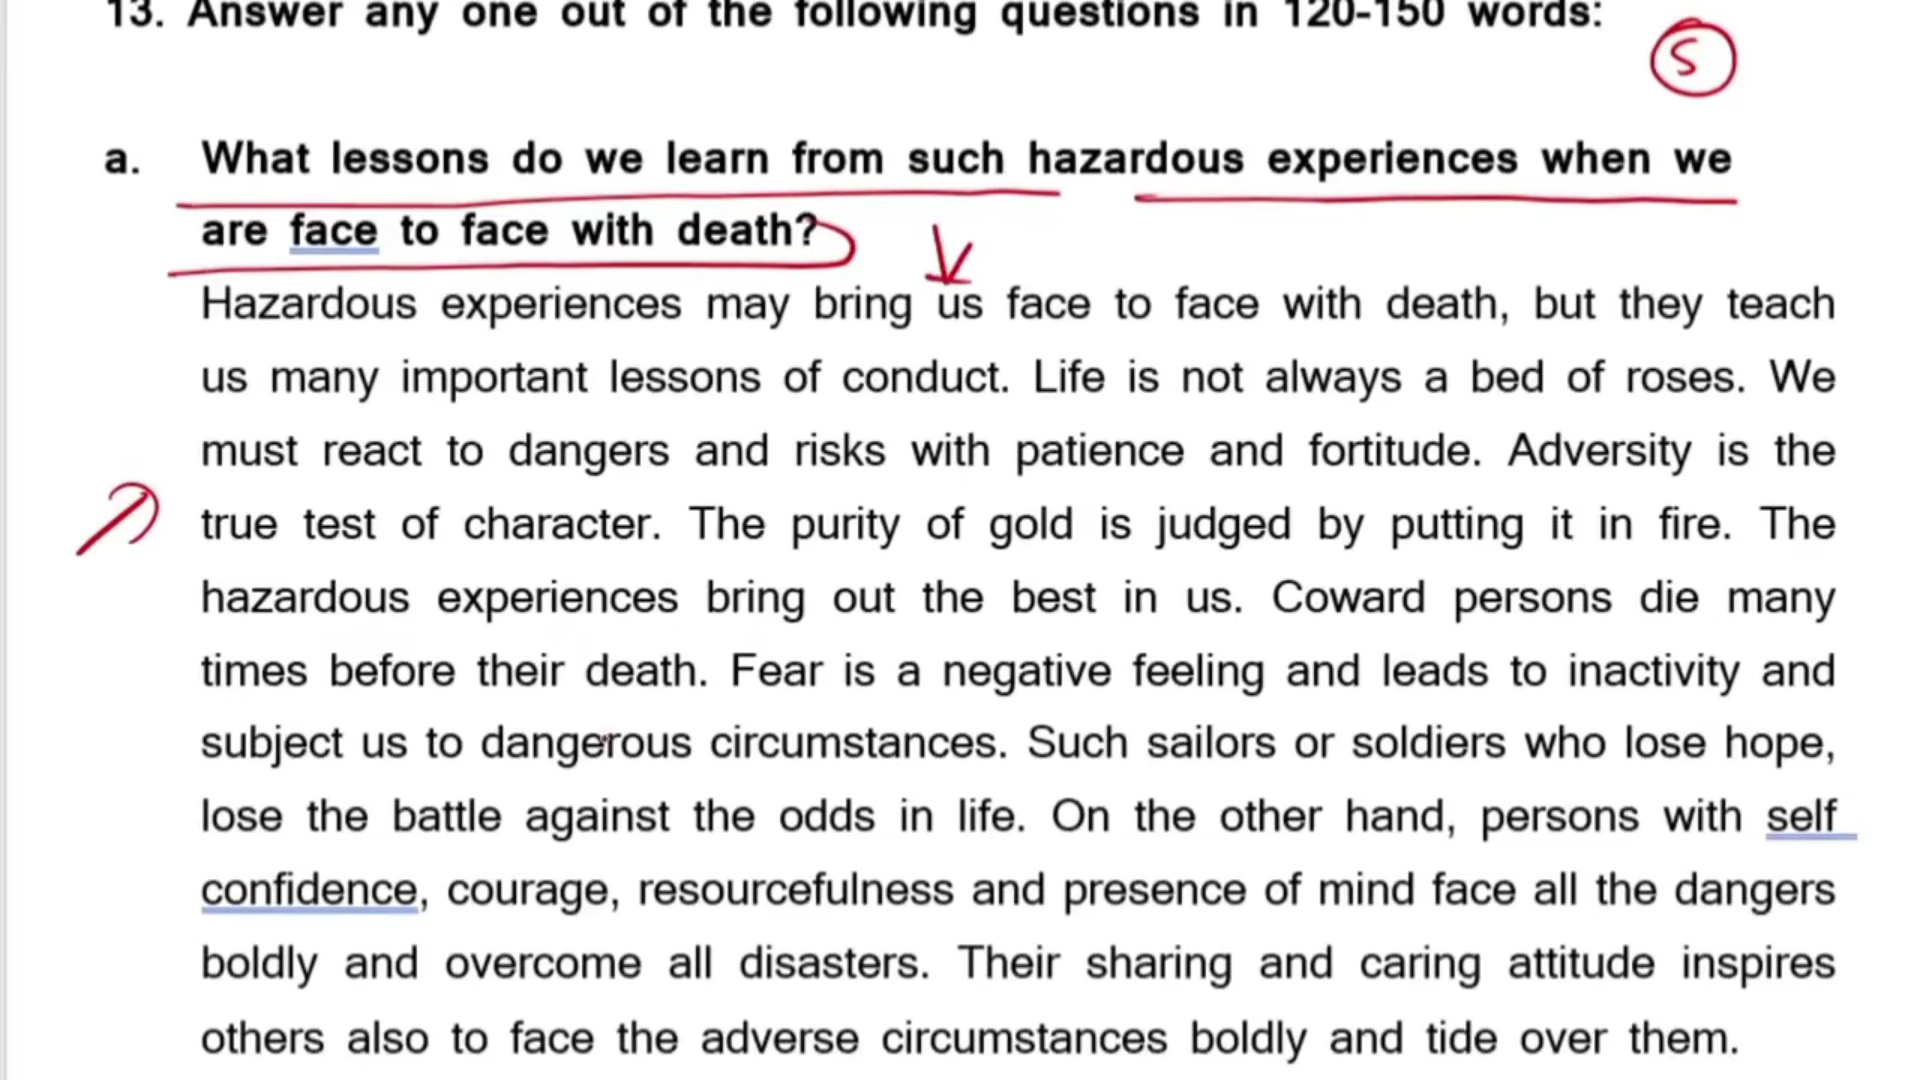 13. Answer any one out of the following questions in 120-150 words:
5
a. What lessons do we learn from such hazardous experiences when we
are face to face with death?
Hazardous experiences may bring us face to face with death, but they teach
us many important lessons of conduct. Life is not always a bed of roses. We
must react to dangers and risks with patience and fortitude. Adversity is the
true test of character. The purity of gold is judged by putting it in fire. The
hazardous experiences bring out the best in us. Coward persons die many
times before their death. Fear is a negative feeling and leads to inactivity and
subject us to dangerous circumstances. Such sailors or soldiers who lose hope,
lose the battle against the odds in life. On the other hand, persons with self
confidence, courage, resourcefulness and presence of mind face all the dangers
boldly and overcome all disasters. Their sharing and caring attitude inspires
others also to face the adverse circumstances boldly and tide over them.